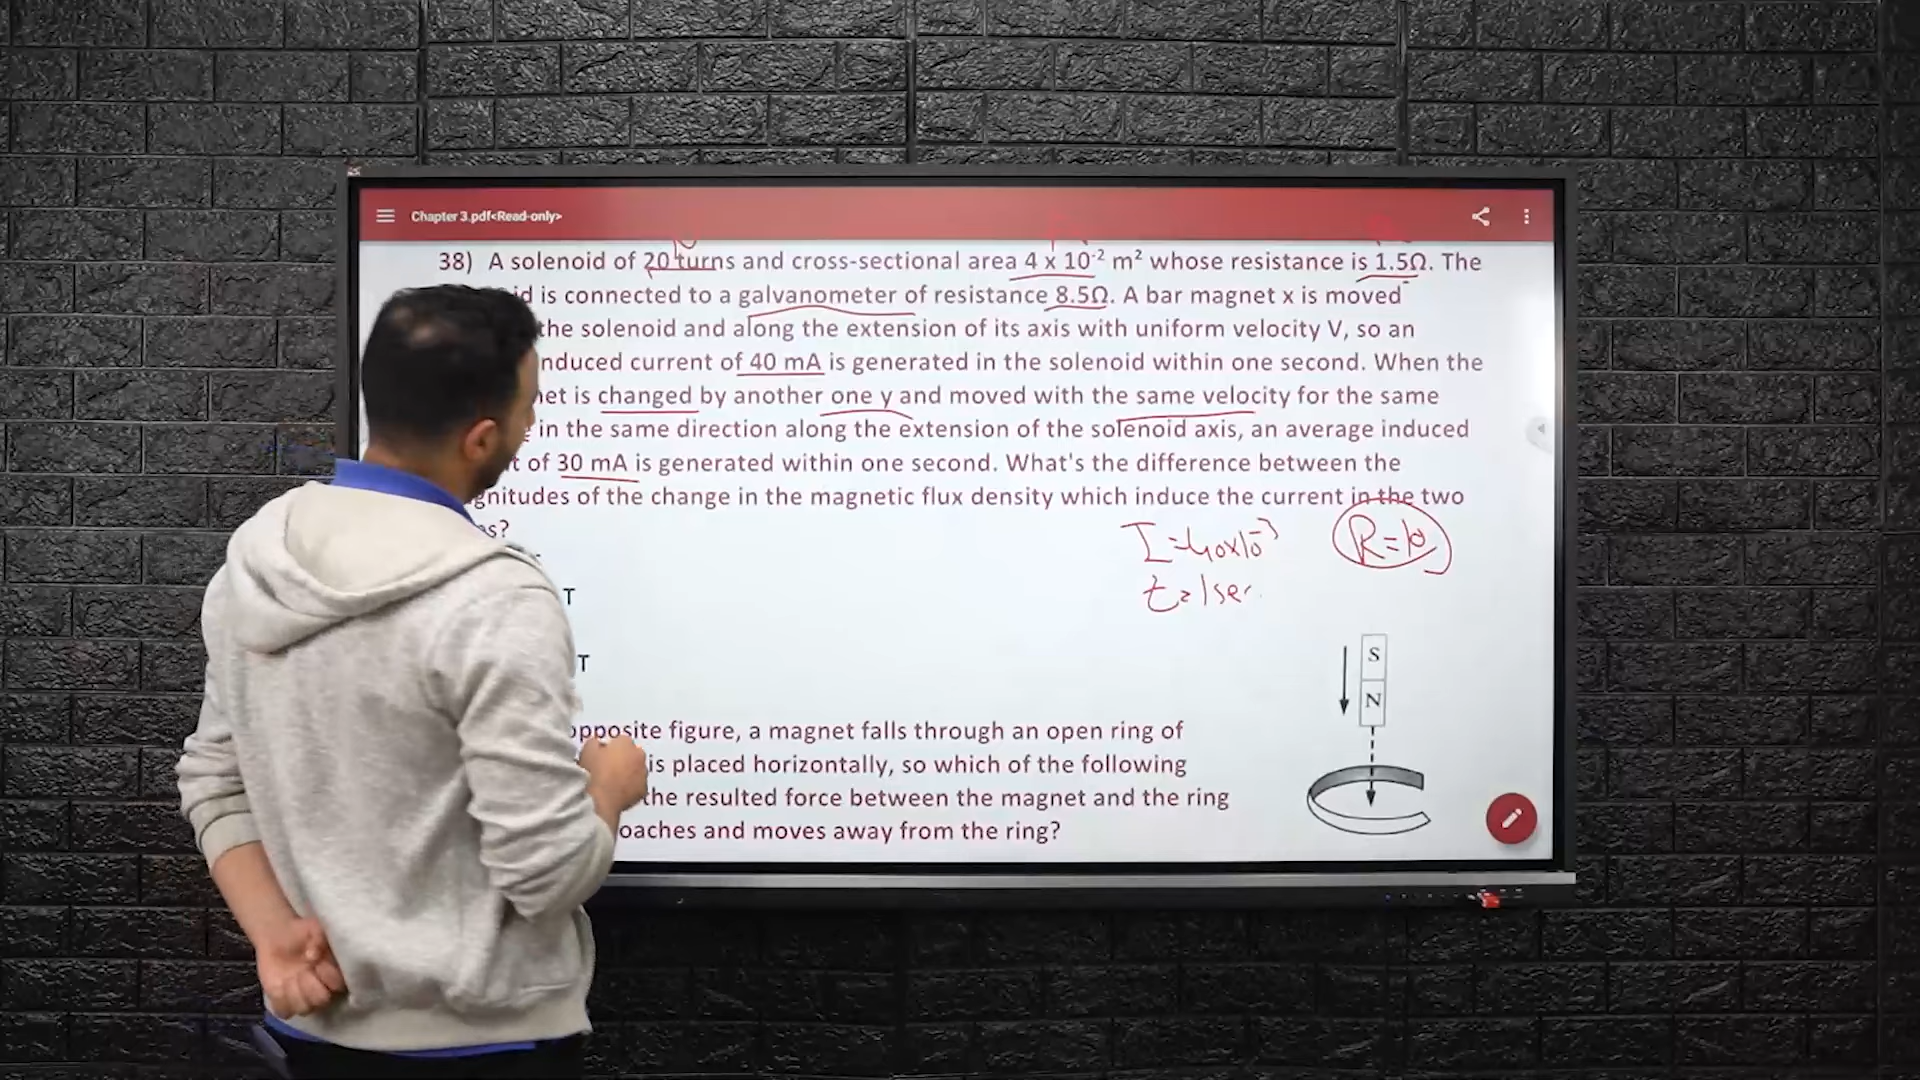 Chapter 3.pdf<Read-only>
38) A solenoid of 20 turns and cross-sectional area 4 x 10-2 m² whose resistance is 1.5Ω. The
is connected to a galvanometer of resistance 8.5Ω. A bar magnet x is moved
the solenoid and along the extension of its axis with uniform velocity V, so an
nduced current of 40 mA is generated in the solenoid within one second. When the
is changed by another one y and moved with the same velocity for the same
in the same direction along the extension of the solenoid axis, an average induced
of 30 mA is generated within one second. What's the difference between the
gnitudes of the change in the magnetic flux density which induce the current in the two
es?
I=40x10-3
R=10
t=1sec
T
T
S
N
opposite figure, a magnet falls through an open ring of
is placed horizontally, so which of the following
the resulted force between the magnet and the ring
oaches and moves away from the ring?